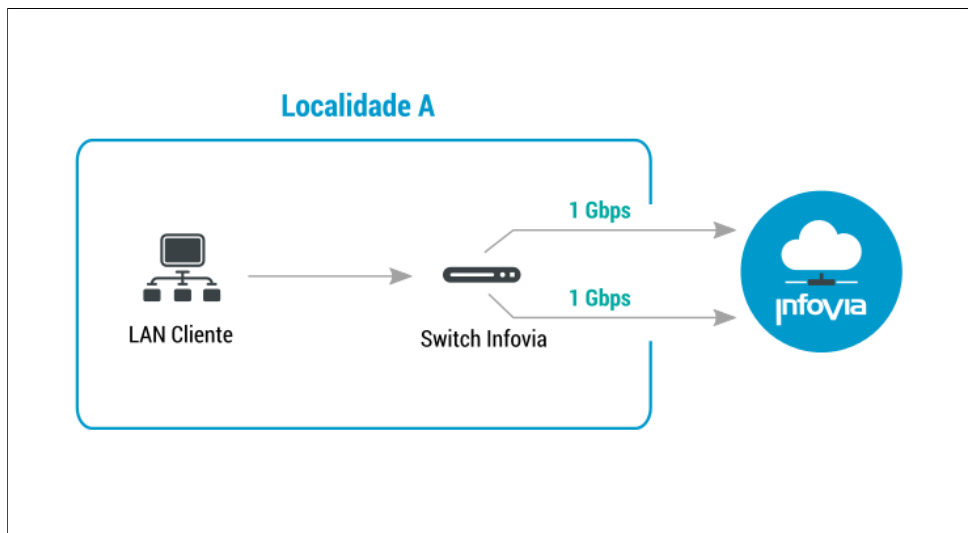 Localidade A
1 Gbps
LAN Cliente
Switch Infovia
1 Gbps
Infovia